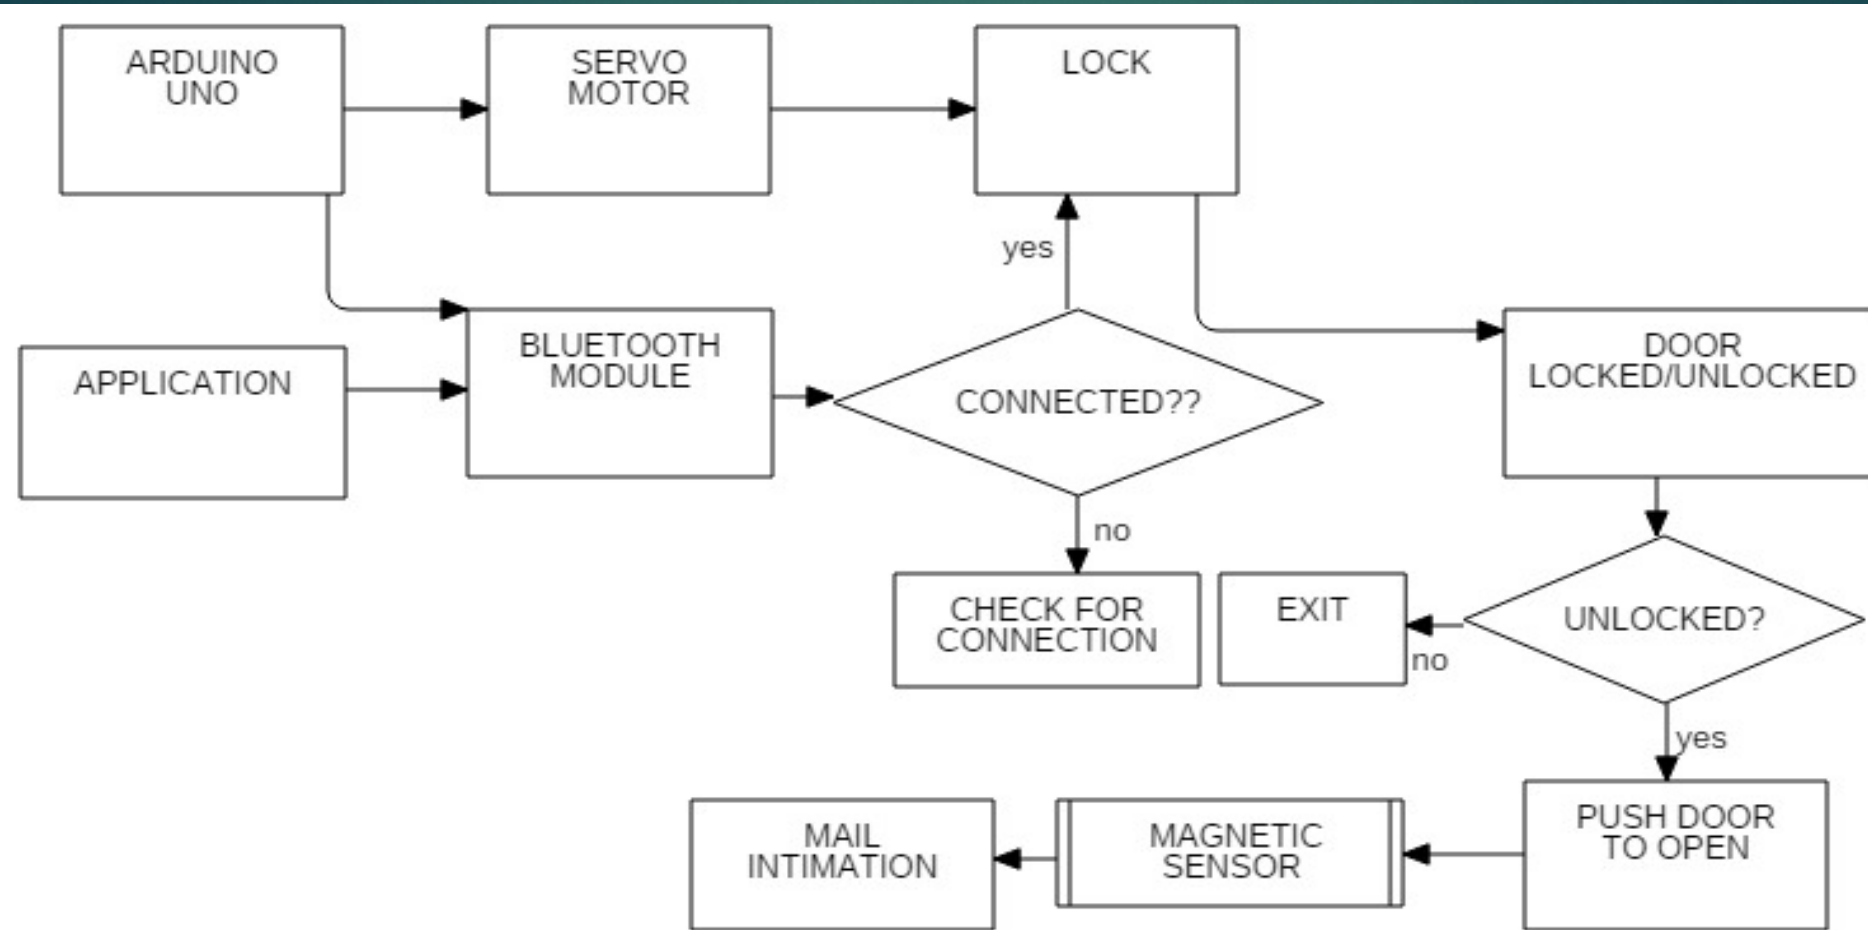 ARDUINO
UNO
SERVO
MOTOR
LOCK
yes
BLUETOOTH
MODULE
APPLICATION
CONNECTED??
DOOR
LOCKED/UNLOCKED
no
CHECK FOR
CONNECTION
EXIT
no
UNLOCKED?
yes
PUSH DOOR
TO OPEN
MAGNETIC
SENSOR
MAIL
INTIMATION